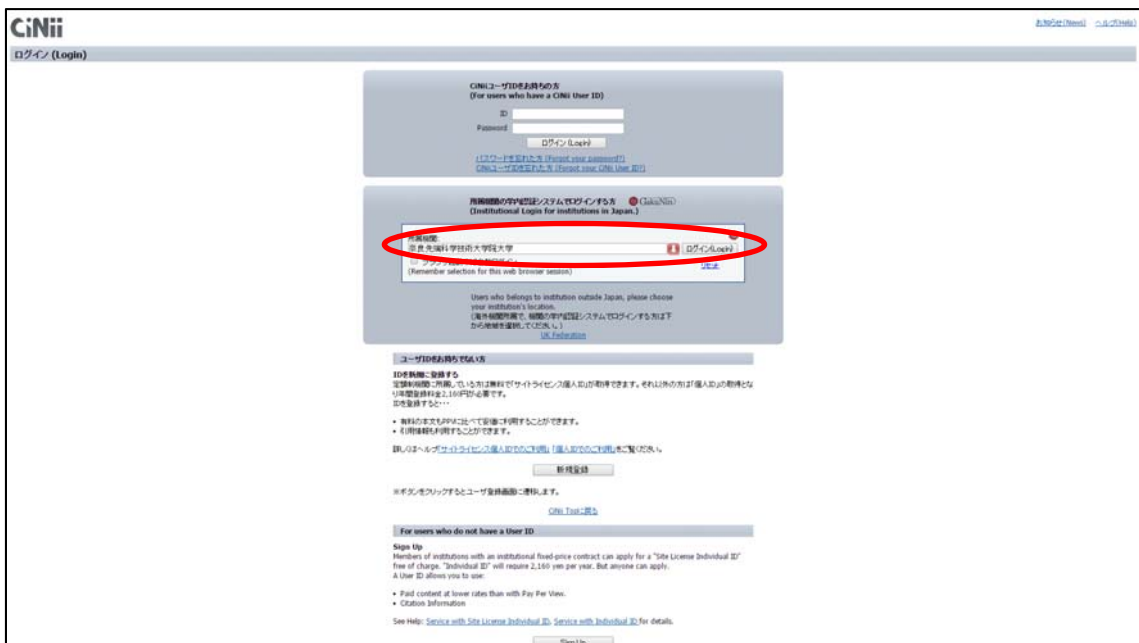 CiNii
お知らせ(News) ヘルプ(Help)
ログイン (Login)
CiNiiユーザIDをお持ちの方
(For users who have a CiNii User ID)
ID
Password
ログイン(Login)
パスワードを忘れた方 (Forgot your password?)
CiNiiユーザIDを忘れた方 (Forgot your CiNii User ID?)
所属機関の学内認証システムでログインする方 GakuNin
(Institutional Login for institutions in Japan.)
所属機関:
奈良先端科学技術大学院大学 ログイン(Login)
リセット
(Remember selection for this web browser session)
Users who belongs to institution outside Japan, please choose
your institution's location.
(海外機関所属で、機関の学内認証システムでログインする方は下
から地域を選択してください。)
UK Federation
ユーザIDをお持ちでない方
IDを新規に登録する
定額制機関に所属している方は無料で「サイトライセンス個人ID」が取得できます。それ以外の方は「個人ID」の取得とな
り年間登録料金2,160円が必要です。
IDを登録すると・・・
• 有料の本文もPPVに比べて安価に利用することができます。
• 引用情報も利用することができます。
詳しくはヘルプ「サイトライセンス個人IDでのご利用」「個人IDでのご利用」をご覧ください。
新規登録
※ボタンをクリックするとユーザ登録画面に遷移します。
CiNii Topに戻る
For users who do not have a User ID
Sign Up
Members of institutions with an institutional fixed-price contract can apply for a "Site License Individual ID"
free of charge. "Individual ID" will require 2,160 yen per year. But anyone can apply.
A User ID allows you to use:
• Paid content at lower rates than with Pay Per View.
• Citation Information
See Help: Service with Site License Individual ID, Service with Individual ID for details.
Sign Up